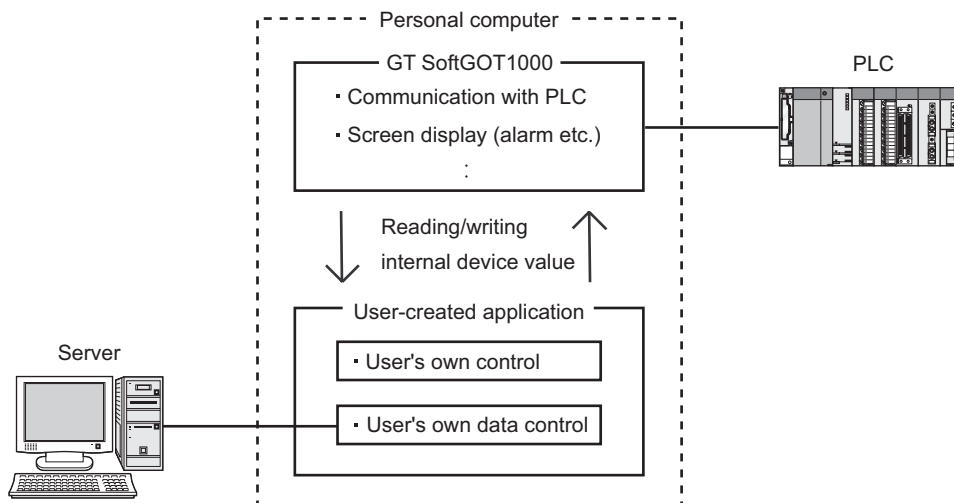 Personal computer
GT SoftGOT1000
PLC
· Communication with PLC
· Screen display (alarm etc.)
:
Reading/writing
internal device value
User-created application
Server
· User's own control
· User's own data control